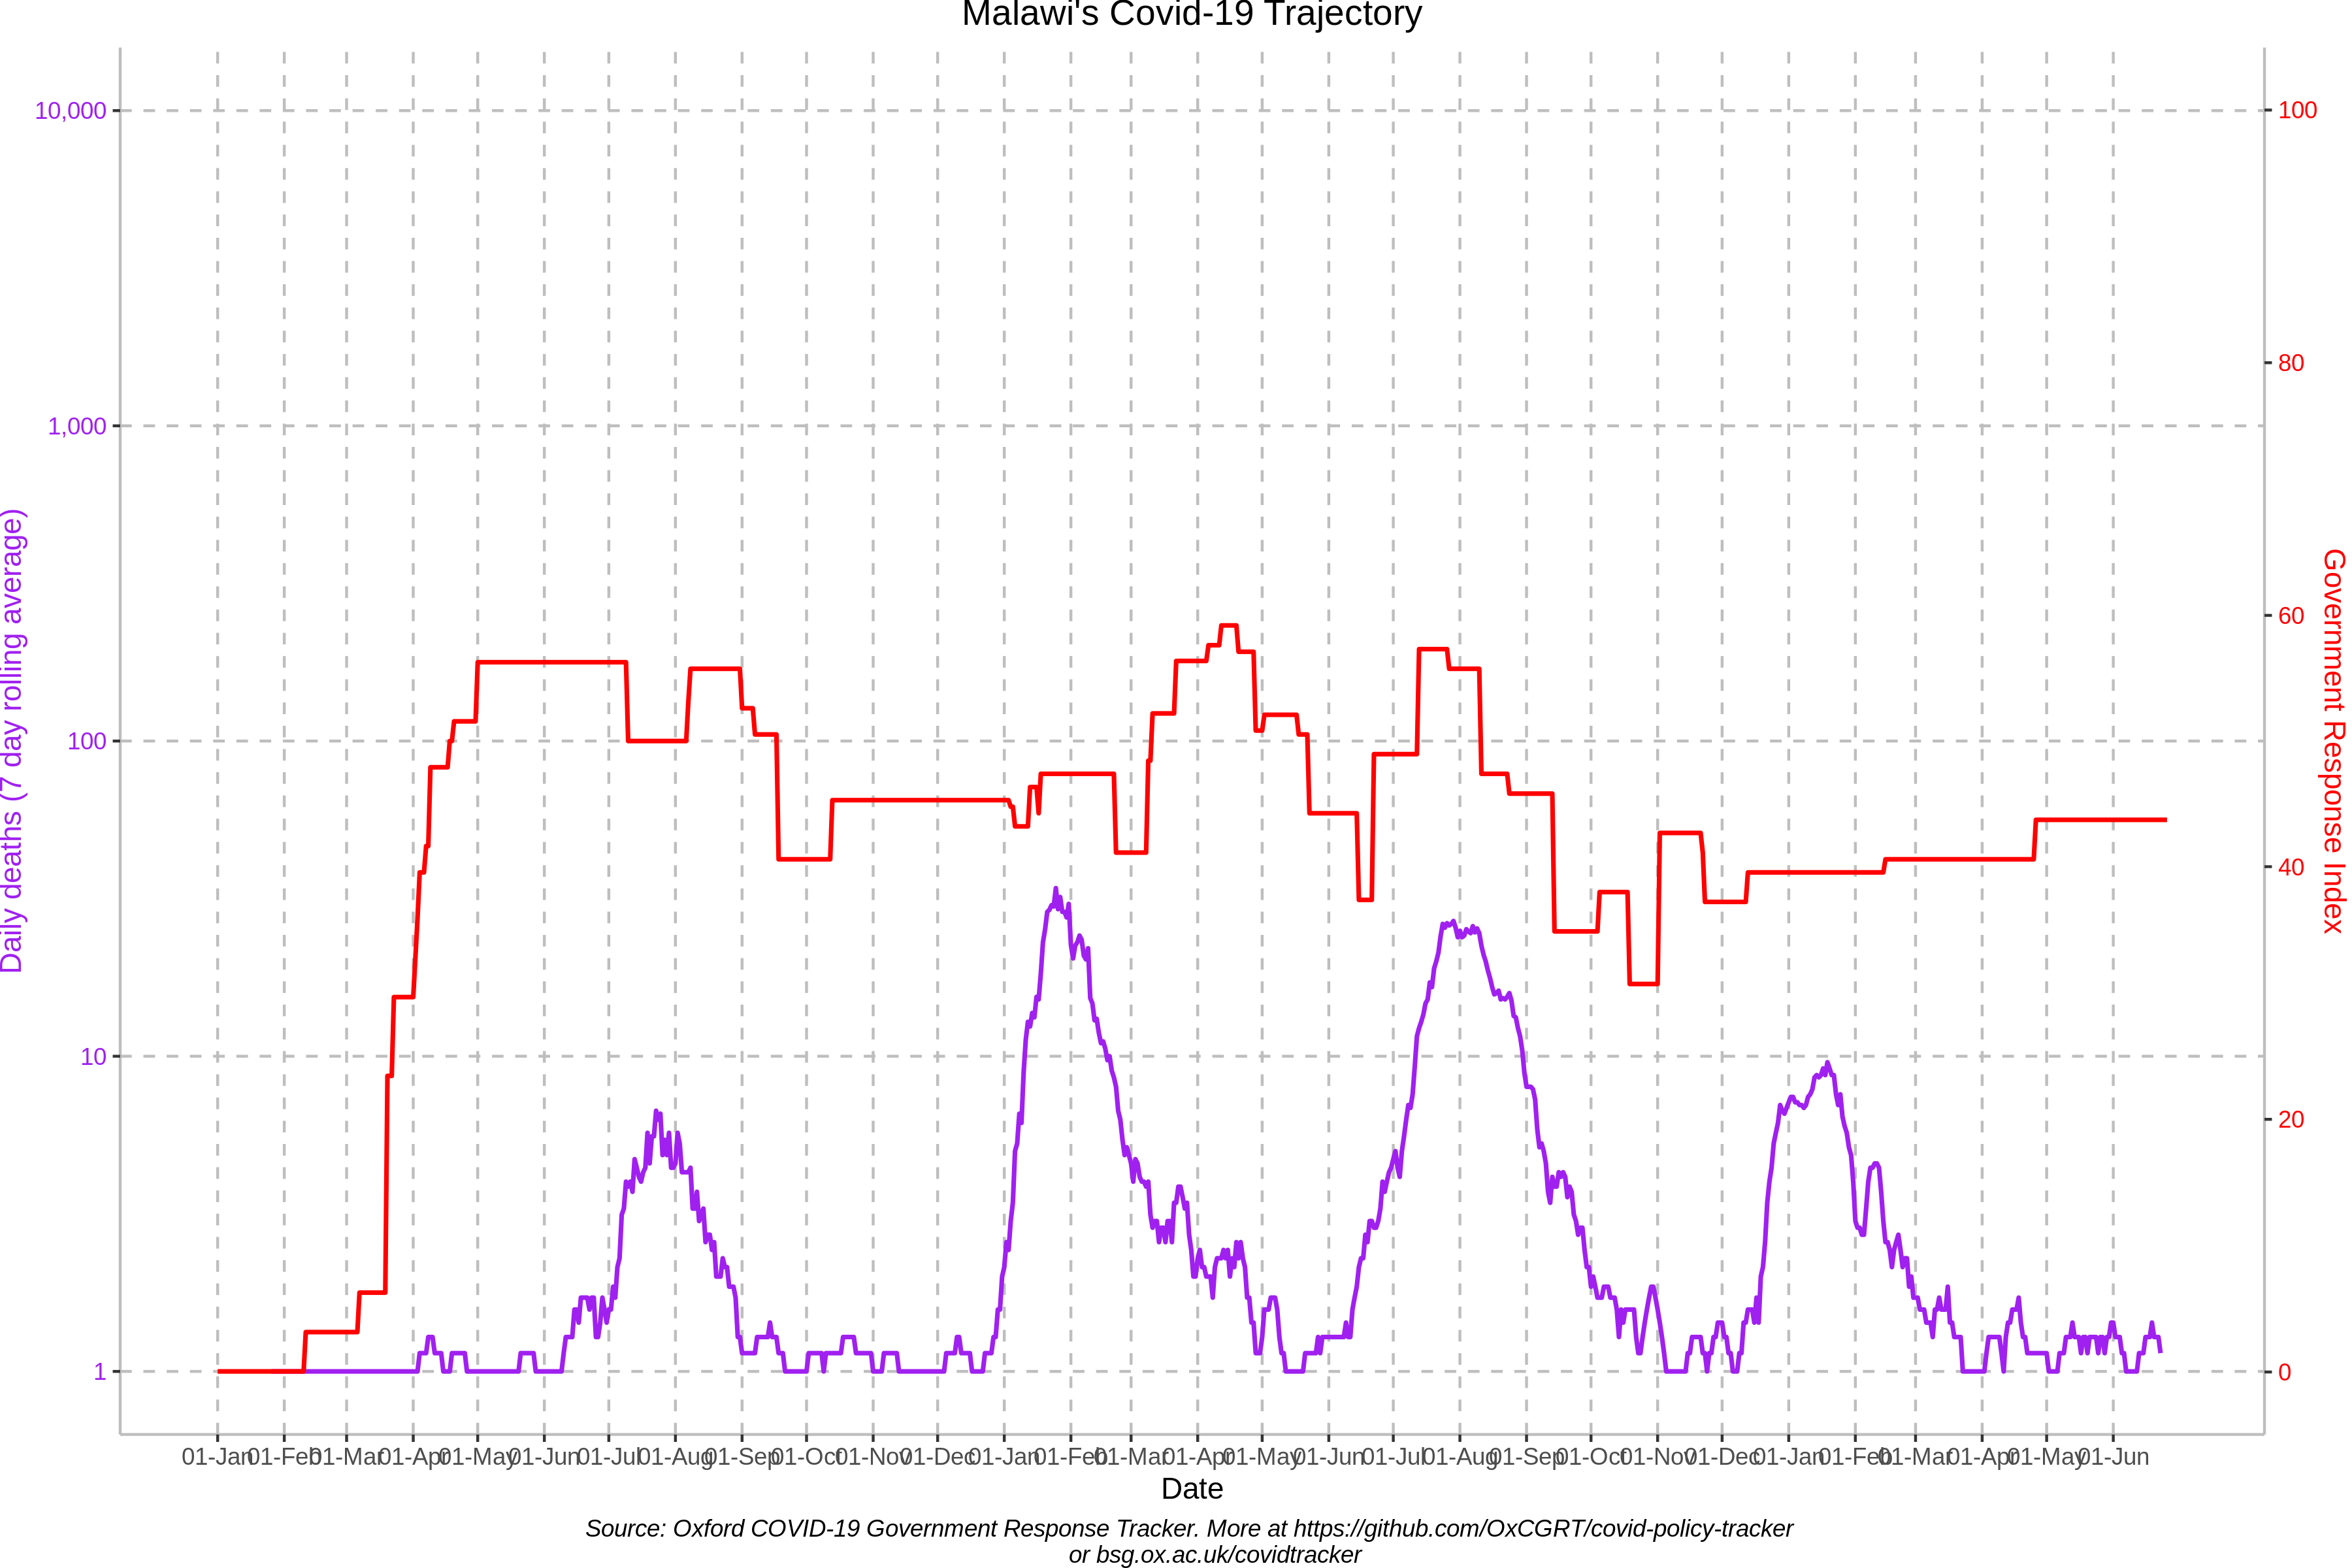 Malawi's Covid-19 Trajectory
Daily deaths (7 day rolling average)
10,000
1,000
100
10
1
100
80
60
40
20
0
Government Response Index
01-Jan 01-Feb 01-Mar 01-Apr 01-May 01-Jun 01-Jul 01-Aug 01-Sep 01-Oct 01-Nov 01-Dec 01-Jan 01-Feb 01-Mar 01-Apr 01-May 01-Jun 01-Jul 01-Aug 01-Sep 01-Oct 01-Nov 01-Dec 01-Jan 01-Feb 01-Mar 01-Apr 01-May 01-Jun
Date
Source: Oxford COVID-19 Government Response Tracker. More at https://github.com/OxCGRT/covid-policy-tracker
or bsg.ox.ac.uk/covidtracker